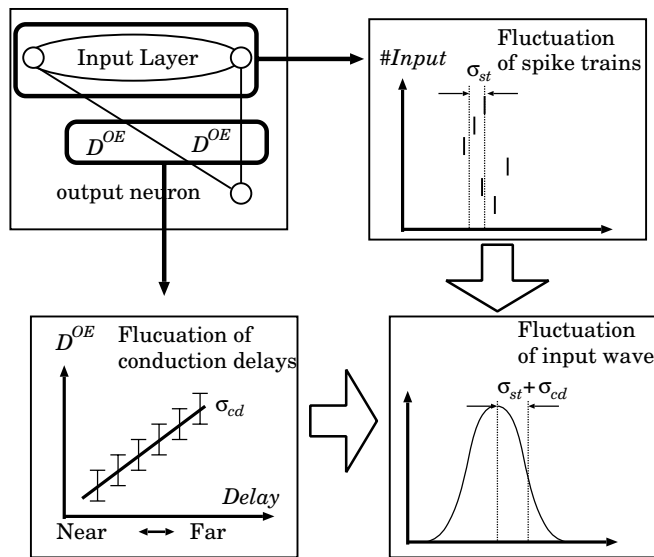 Input Layer
D^OE D^OE
output neuron
Fluctuation
of spike trains
#Input
σst
Flucuation of
conduction delays
D^OE
σcd
Delay
Near Far
Fluctuation
of input wave
σst+σcd